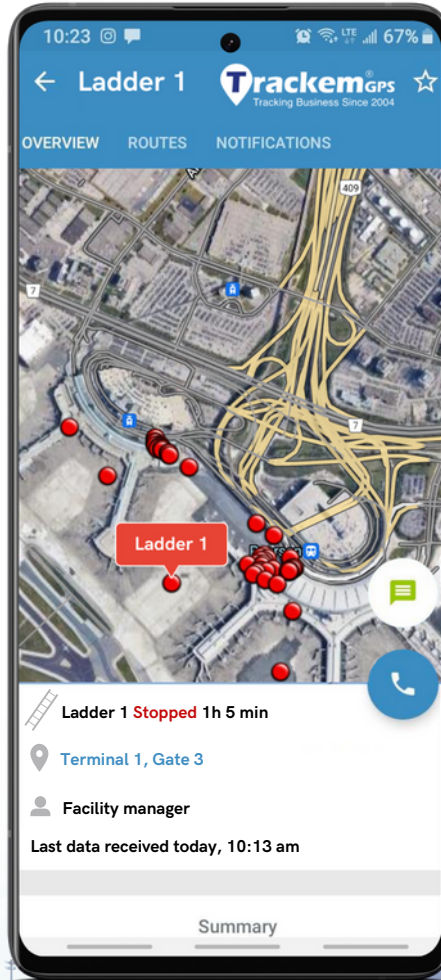 10:23 LTE 67%
Ladder 1 Trackem GPS
Tracking Business Since 2004
OVERVIEW ROUTES NOTIFICATIONS
409
7
7
Ladder 1
Ladder 1 Stopped 1h 5 min
Terminal 1, Gate 3
Facility manager
Last data received today, 10:13 am
Summary